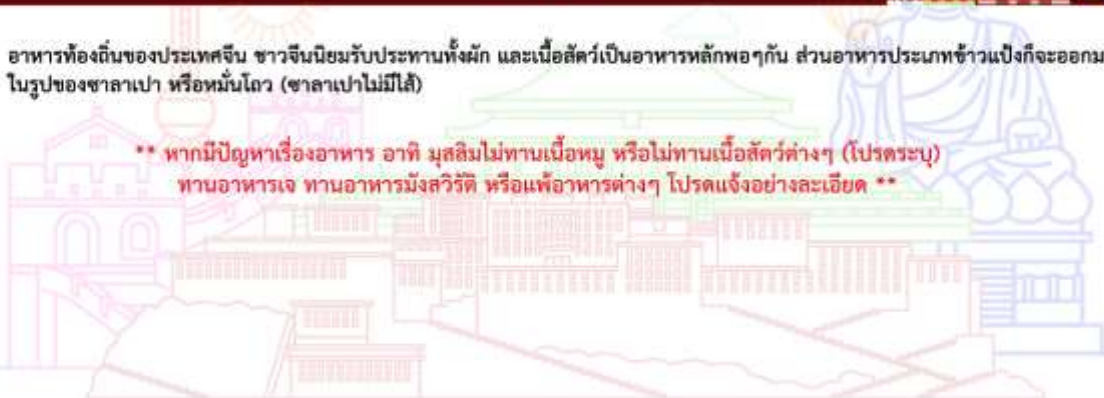 อาหารท้องถิ่นของประเทศจีน ชาวจีนนิยมรับประทานทั้งผัก และเนื้อสัตว์เป็นอาหารหลักพอๆกัน ส่วนอาหารประเภทข้าวแป้งก็จะออกม
ในรูปของซาลาเปา หรือหมั่นโถว (ซาลาเปาไม่มีไส้)
** หากมีปัญหาเรื่องอาหาร อาทิ มุสลิมไม่ทานเนื้อหมู หรือไม่ทานเนื้อสัตว์ต่างๆ (โปรดระบุ)
ทานอาหารเจ ทานอาหารมังสวิรัติ หรือแพ้อาหารต่างๆ โปรดแจ้งอย่างละเอียด **